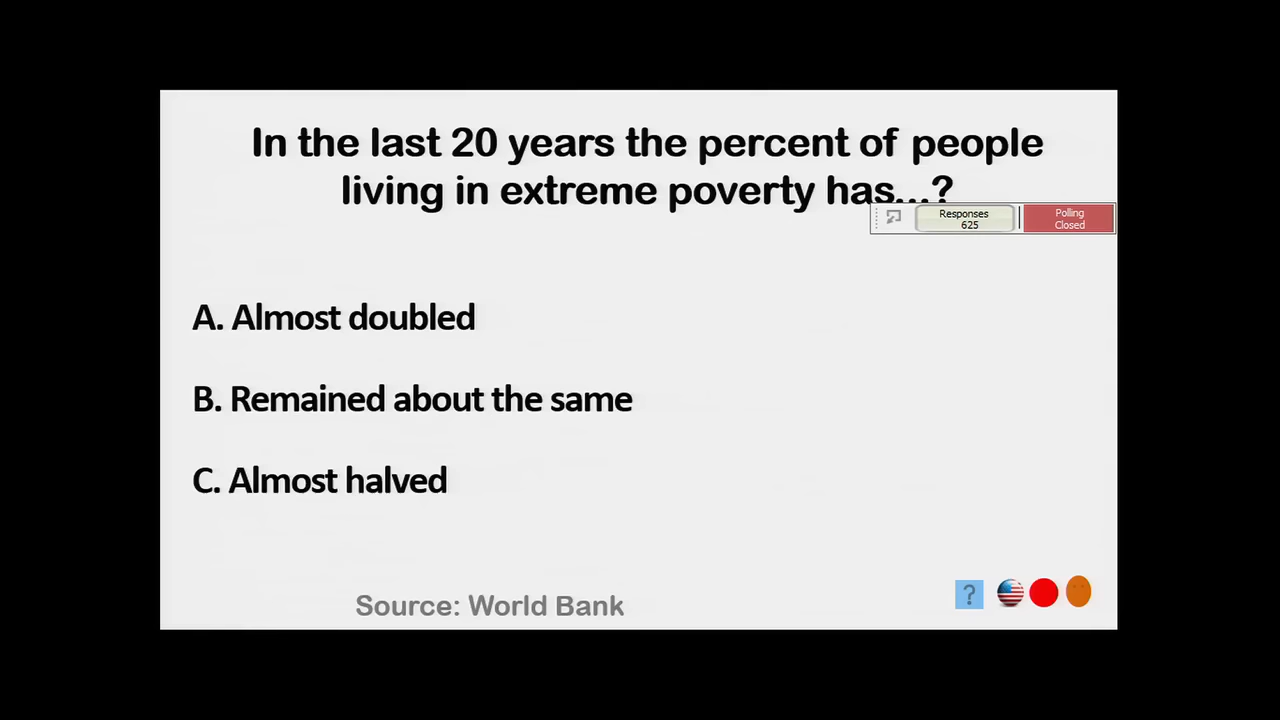 In the last 20 years the percent of people
living in extreme poverty has...?
Responses
625
Polling
Closed
A. Almost doubled
B. Remained about the same
C. Almost halved
?
Source: World Bank